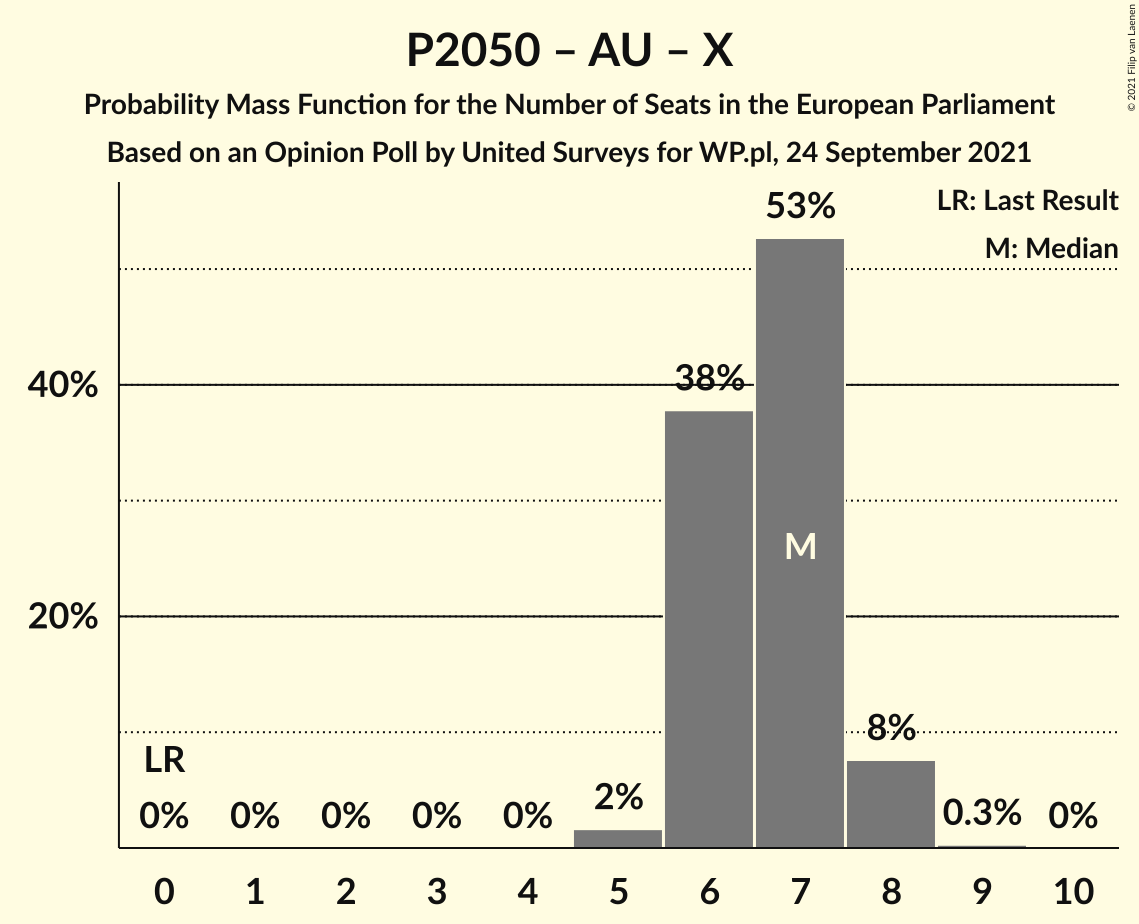 P2050 – AU – X
Probability Mass Function for the Number of Seats in the European Parliament
Based on an Opinion Poll by United Surveys for WP.pl, 24 September 2021
© 2021 Filip van Laenen
LR: Last Result
M: Median
53%
40%
38%
M
20%
8%
LR
0% 0% 0% 0% 0% 2% 0.3% 0%
0 1 2 3 4 5 6 7 8 9 10